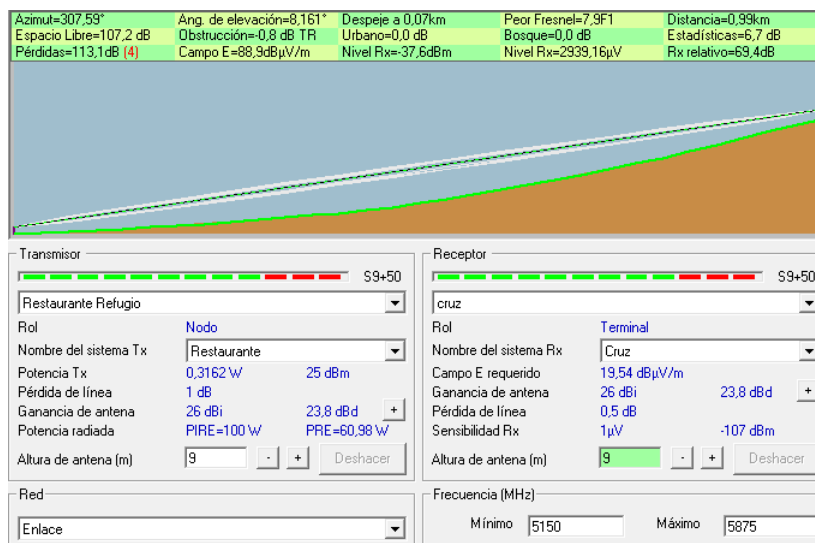 Azimut=307,59° Ang. de elevación=8,161° Despeje a 0,07km Peor Fresnel=7,9F1 Distancia=0,99km
Espacio Libre=107,2 dB Obstrucción=-0,8 dB TR Urbano=0,0 dB Bosque=0,0 dB Estadísticas=6,7 dB
Pérdidas=113,1dB (4) Campo E=88,9dBµV/m Nivel Rx=-37,6dBm Nivel Rx=2939,16µV Rx relativo=69,4dB
Transmisor
S9+50
Restaurante Refugio
Rol Nodo
Nombre del sistema Tx Restaurante
Potencia Tx 0,3162 W 25 dBm
Pérdida de línea 1 dB
Ganancia de antena 26 dBi 23,8 dBd +
Potencia radiada PIRE=100 W PRE=60,98 W
Altura de antena (m) 9 - + Deshacer
Red
Enlace
Receptor
S9+50
cruz
Rol Terminal
Nombre del sistema Rx Cruz
Campo E requerido 19,54 dBµV/m
Ganancia de antena 26 dBi 23,8 dBd +
Pérdida de línea 0,5 dB
Sensibilidad Rx 1µV -107 dBm
Altura de antena (m) 9 - + Deshacer
Frecuencia (MHz)
Mínimo 5150 Máximo 5875